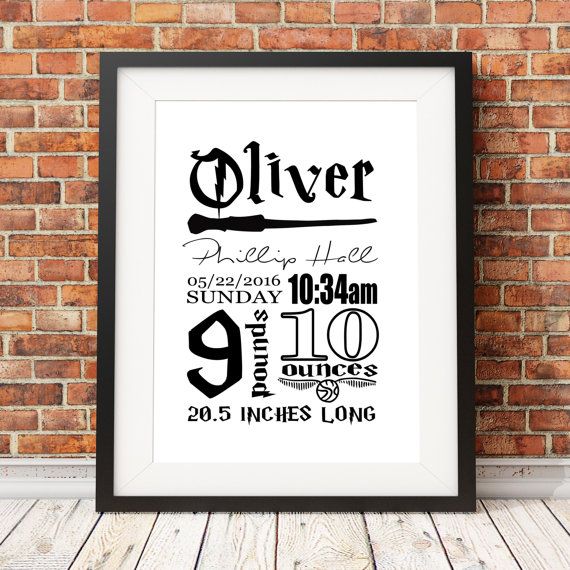 Oliver
Phillip Hall
05/22/2016
SUNDAY
10:34am
9
pounds
10
ounces
20.5 INCHES LONG